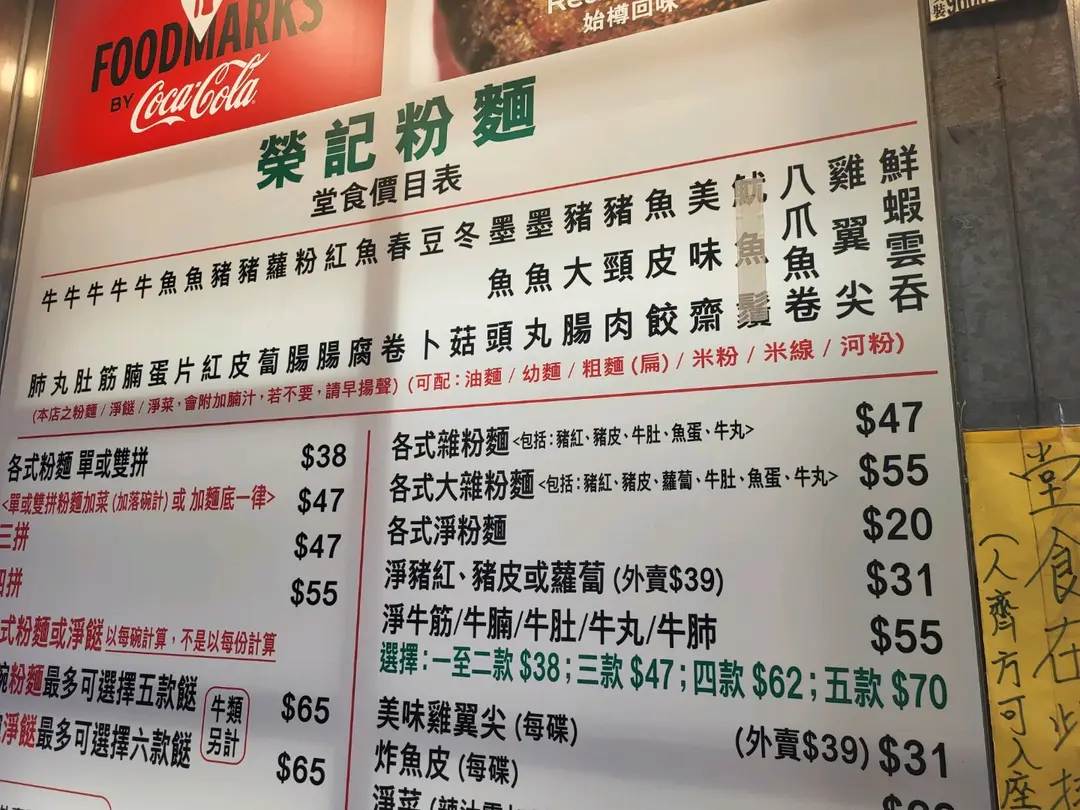 FOODMARKS
BY Coca-Cola
始樽回味
榮記粉麵
堂食價目表
鮮蝦雲吞
雞翼尖
八爪魚卷
魷魚鬚
美味齋
魚皮餃
豬頸肉
豬大腸
墨魚丸
墨魚頭
冬菇
豆卜
春卷
魚腐
紅腸
粉腸
蘿蔔
豬皮
豬紅
魚片
魚蛋
牛腩
牛筋
牛肚
牛丸
牛肺
(本店之粉麵 / 淨餸 / 淨菜，會附加腩汁，若不要，請早揚聲) (可配：油麵 / 幼麵 / 粗麵 (扁) / 米粉 / 米線 / 河粉)
各式粉麵 單或雙拼 $38
<單或雙拼粉麵加菜 (加落碗計) 或 加麵底一律> $47
三拼 $47
四拼 $55
式粉麵或淨餸 以每碗計算，不是以每份計算
碗粉麵最多可選擇五款餸 $65
淨餸最多可選擇六款餸 $65
牛類
另計
各式雜粉麵 <包括：豬紅、豬皮、牛肚、魚蛋、牛丸> $47
各式大雜粉麵 <包括：豬紅、豬皮、蘿蔔、牛肚、魚蛋、牛丸> $55
各式淨粉麵 $20
淨豬紅、豬皮或蘿蔔 (外賣$39) $31
淨牛筋/牛腩/牛肚/牛丸/牛肺 $55
選擇：一至二款 $38；三款 $47；四款 $62；五款 $70
美味雞翼尖 (每碟) (外賣$39) $31
炸魚皮 (每碟)
淨菜
堂食在此
(人齊方可入座